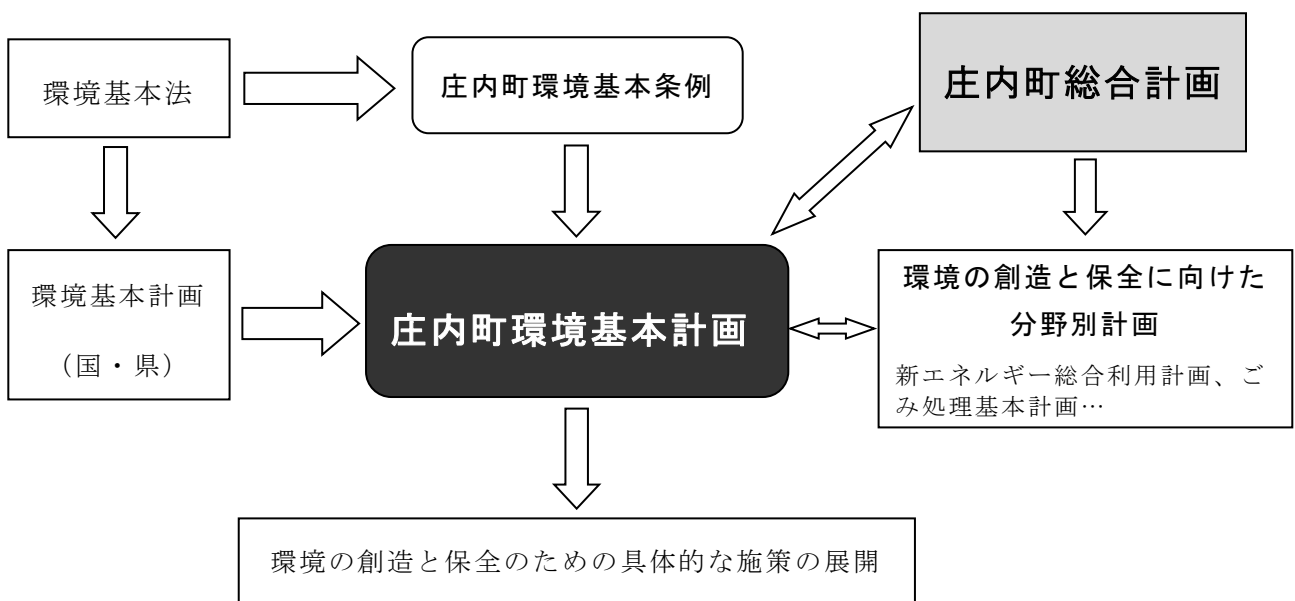 環境基本法
庄内町環境基本条例
庄内町総合計画
環境基本計画
（国・県）
庄内町環境基本計画
環境の創造と保全に向けた
分野別計画
新エネルギー総合利用計画、ご
み処理基本計画…
環境の創造と保全のための具体的な施策の展開